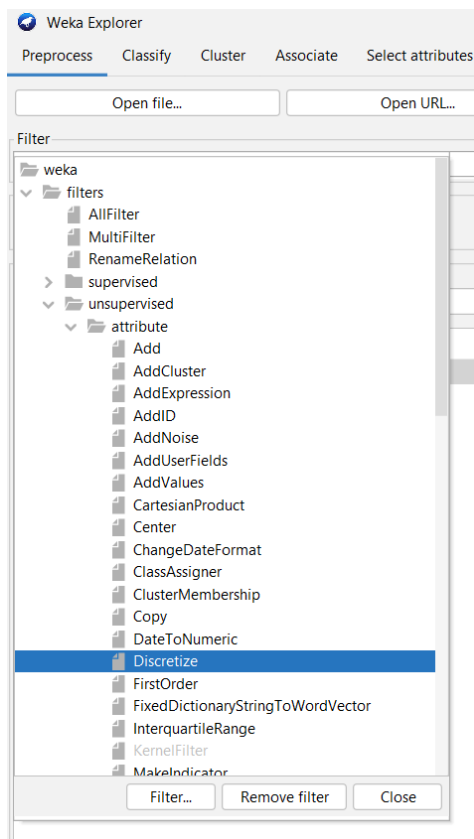 Weka Explorer
Preprocess Classify Cluster Associate Select attributes
Open file... Open URL...
Filter
weka
filters
AllFilter
MultiFilter
RenameRelation
supervised
unsupervised
attribute
Add
AddCluster
AddExpression
AddID
AddNoise
AddUserFields
AddValues
CartesianProduct
Center
ChangeDateFormat
ClassAssigner
ClusterMembership
Copy
DateToNumeric
Discretize
FirstOrder
FixedDictionaryStringToWordVector
InterquartileRange
KernelFilter
MakeIndicator
Filter... Remove filter Close